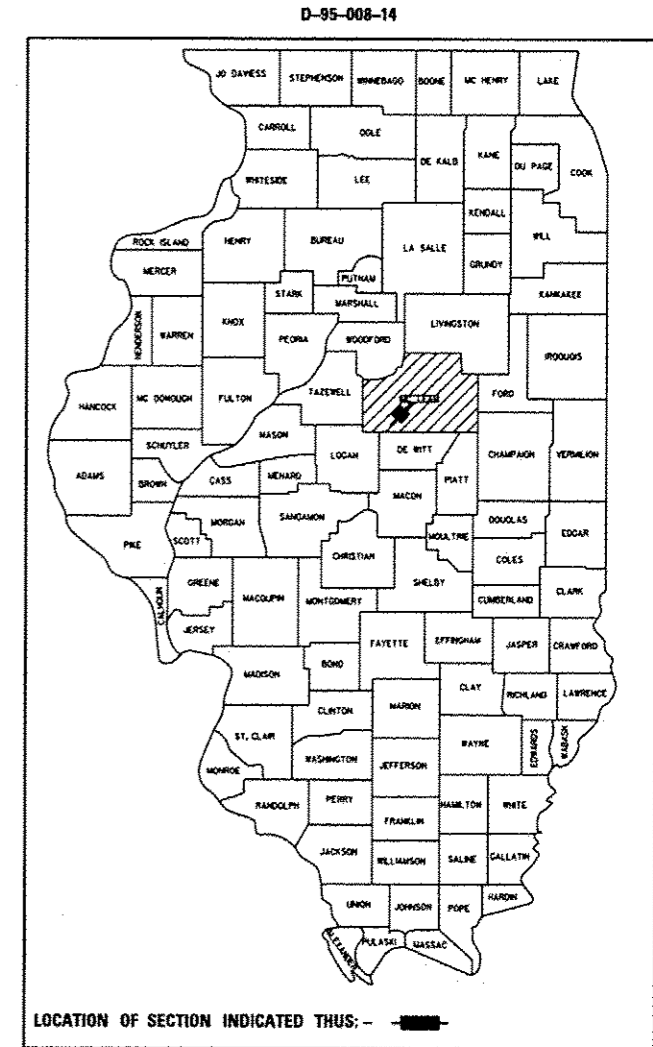 D-95-008-14
JO DAVIESS STEPHENSON WINNEBAGO BOONE MC HENRY LAKE
CARROLL OGLE DE KALB KANE DU PAGE COOK
WHITESIDE LEE
KENDALL WILL
ROCK ISLAND HENRY BUREAU LA SALLE GRUNDY
MERCER PUTNAM KANKAKEE
STARK MARSHALL
HENDERSON WARREN KNOX PEORIA WOODFORD LIVINGSTON IROQUOIS
HANCOCK MC DONOUGH FULTON TAZEWELL MCLEAN FORD
MASON
SCHUYLER LOGAN DE WITT CHAMPAIGN VERMILION
ADAMS BROWN CASS MENARD PIATT
MACON
PIKE SCOTT MORGAN SANGAMON MOULTRIE DOUGLAS EDGAR
CHRISTIAN COLES
CALHOUN GREENE MACOUPIN MONTGOMERY SHELBY CUMBERLAND CLARK
JERSEY FAYETTE EFFINGHAM JASPER CRAWFORD
MADISON BOND
CLAY RICHLAND LAWRENCE
CLINTON MARION
ST. CLAIR WAYNE EDWARDS WABASH
MONROE WASHINGTON JEFFERSON
RANDOLPH PERRY HAMILTON WHITE
FRANKLIN
JACKSON WILLIAMSON SALINE GALLATIN
UNION JOHNSON POPE HARDIN
ALEXANDER PULASKI MASSAC
LOCATION OF SECTION INDICATED THUS: -